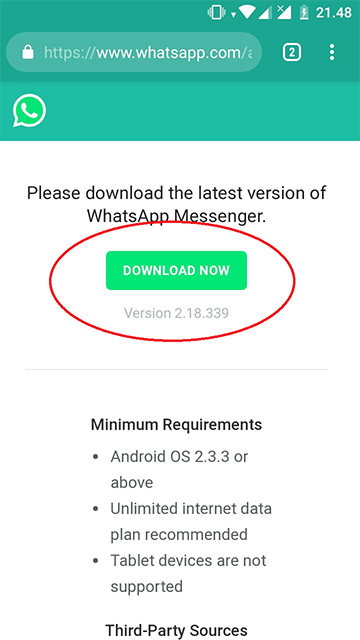 21.48
https://www.whatsapp.com/a
2
Please download the latest version of
WhatsApp Messenger.
DOWNLOAD NOW
Version 2.18.339
Minimum Requirements
• Android OS 2.3.3 or
above
• Unlimited internet data
plan recommended
• Tablet devices are not
supported
Third-Party Sources